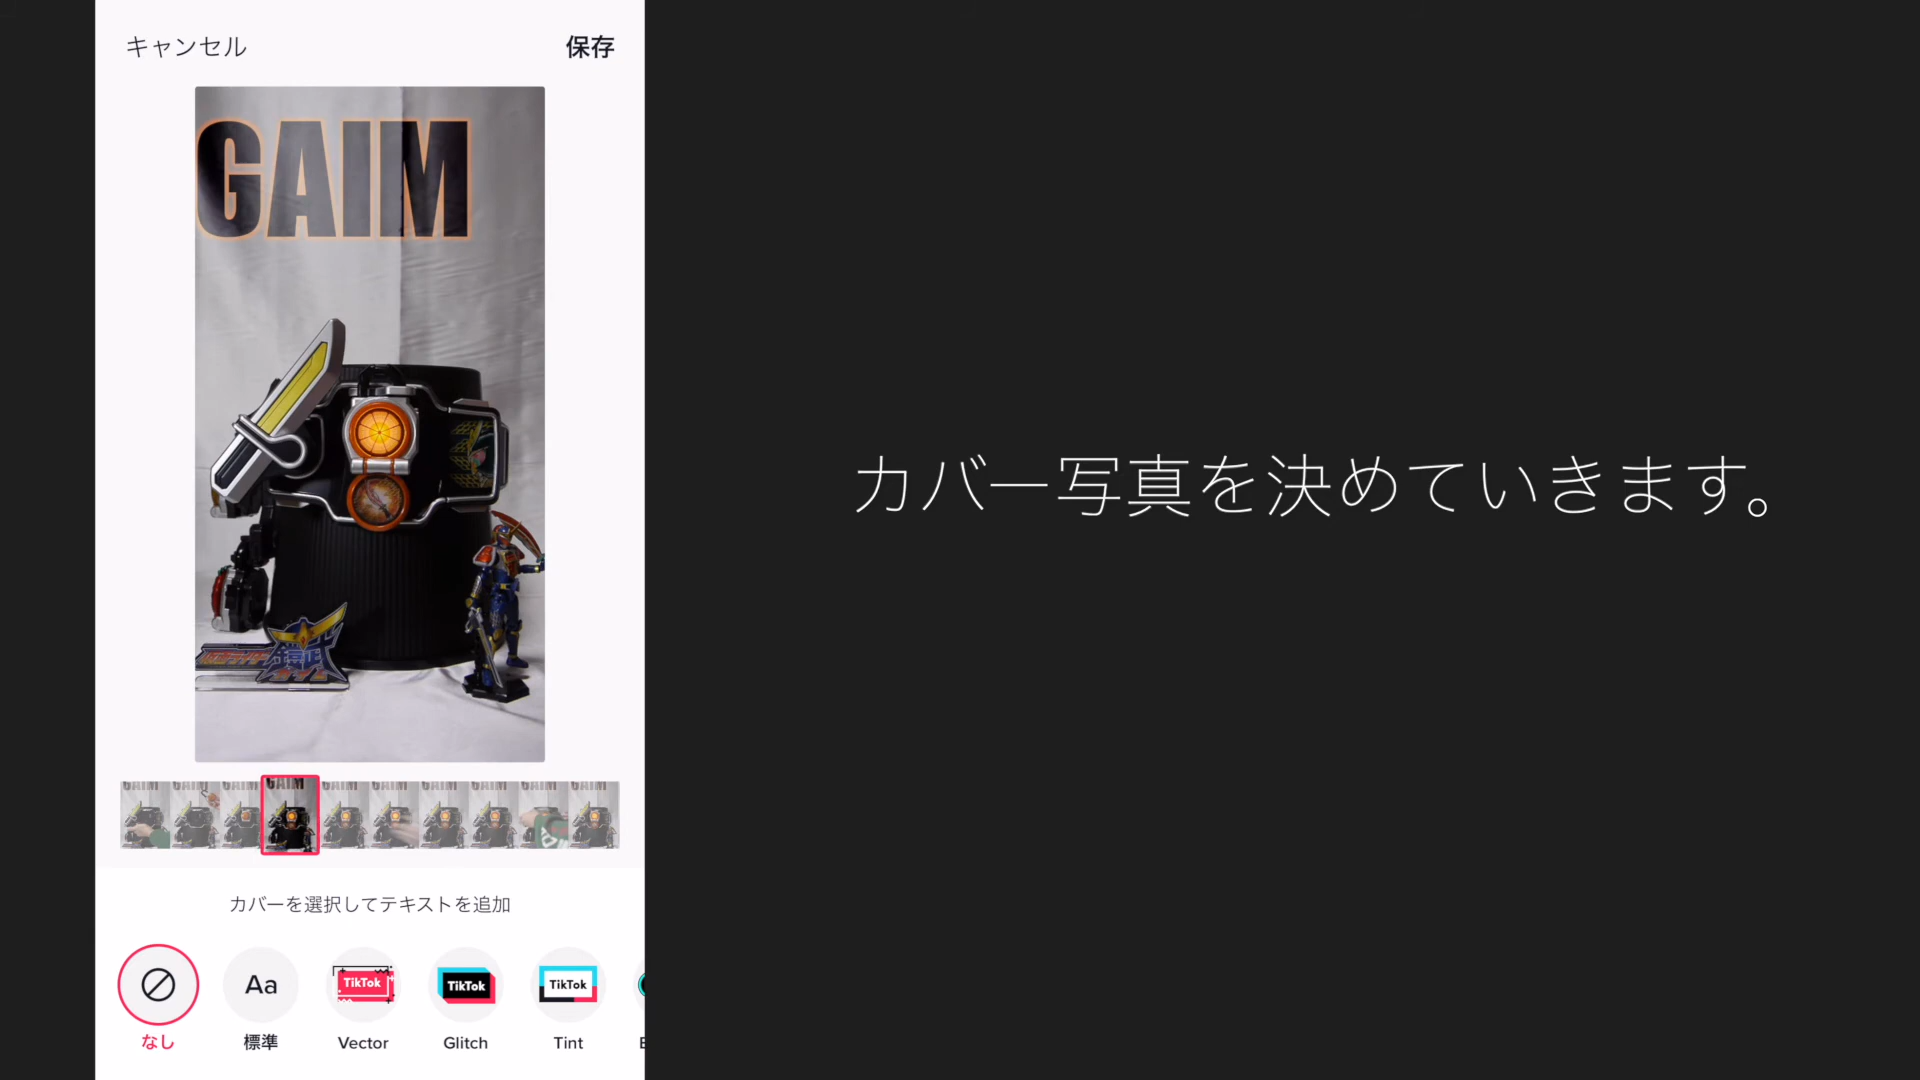 キャンセル
保存
GAIM
カバー写真を決めていきます。
カバーを選択してテキストを追加
Aa
TikTok
TikTok
TikTok
なし
標準
Vector
Glitch
Tint